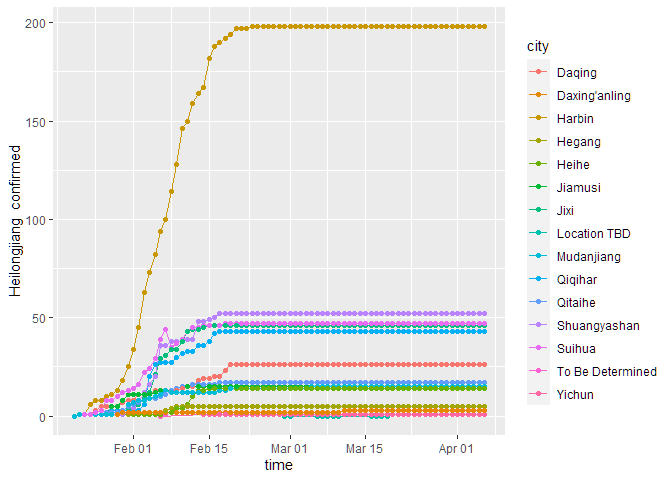 Heilongjiang confirmed
200
150
100
50
0
Feb 01
Feb 15
Mar 01
Mar 15
Apr 01
time
city
Daqing
Daxing'anling
Harbin
Hegang
Heihe
Jiamusi
Jixi
Location TBD
Mudanjiang
Qiqihar
Qitaihe
Shuangyashan
Suihua
To Be Determined
Yichun